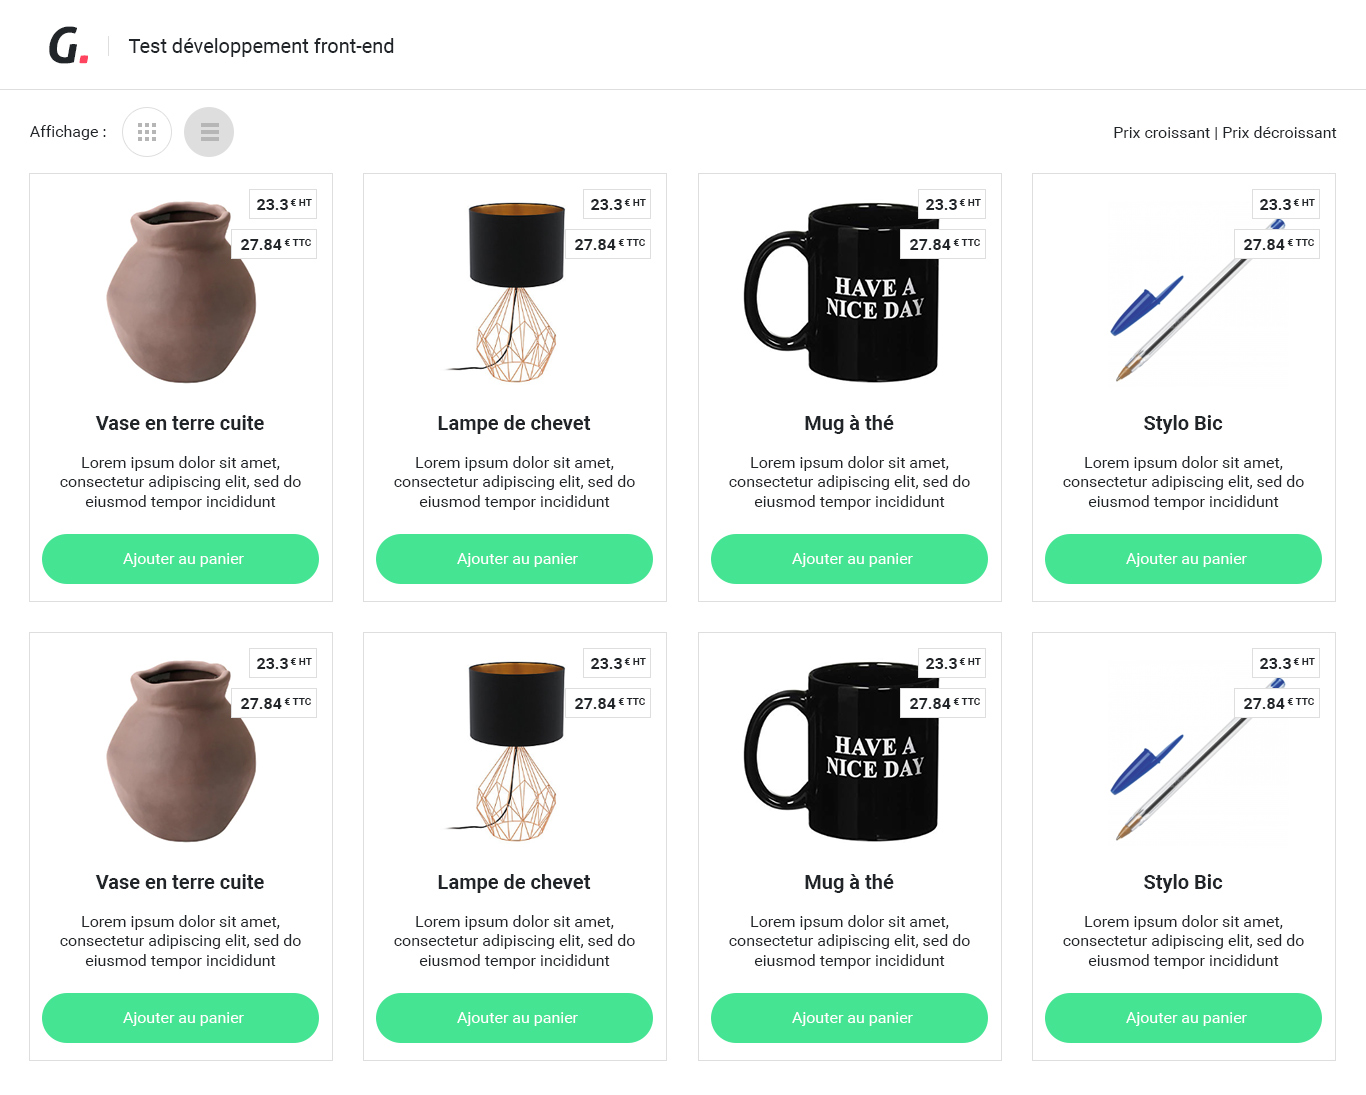 G.
Test développement front-end
Affichage :
Prix croissant | Prix décroissant
23.3 € HT
27.84 € TTC
Vase en terre cuite
Lorem ipsum dolor sit amet,
consectetur adipiscing elit, sed do
eiusmod tempor incididunt
Ajouter au panier
23.3 € HT
27.84 € TTC
Lampe de chevet
Lorem ipsum dolor sit amet,
consectetur adipiscing elit, sed do
eiusmod tempor incididunt
Ajouter au panier
23.3 € HT
27.84 € TTC
HAVE A
NICE DAY
Mug à thé
Lorem ipsum dolor sit amet,
consectetur adipiscing elit, sed do
eiusmod tempor incididunt
Ajouter au panier
23.3 € HT
27.84 € TTC
Stylo Bic
Lorem ipsum dolor sit amet,
consectetur adipiscing elit, sed do
eiusmod tempor incididunt
Ajouter au panier
23.3 € HT
27.84 € TTC
Vase en terre cuite
Lorem ipsum dolor sit amet,
consectetur adipiscing elit, sed do
eiusmod tempor incididunt
Ajouter au panier
23.3 € HT
27.84 € TTC
Lampe de chevet
Lorem ipsum dolor sit amet,
consectetur adipiscing elit, sed do
eiusmod tempor incididunt
Ajouter au panier
23.3 € HT
27.84 € TTC
HAVE A
NICE DAY
Mug à thé
Lorem ipsum dolor sit amet,
consectetur adipiscing elit, sed do
eiusmod tempor incididunt
Ajouter au panier
23.3 € HT
27.84 € TTC
Stylo Bic
Lorem ipsum dolor sit amet,
consectetur adipiscing elit, sed do
eiusmod tempor incididunt
Ajouter au panier